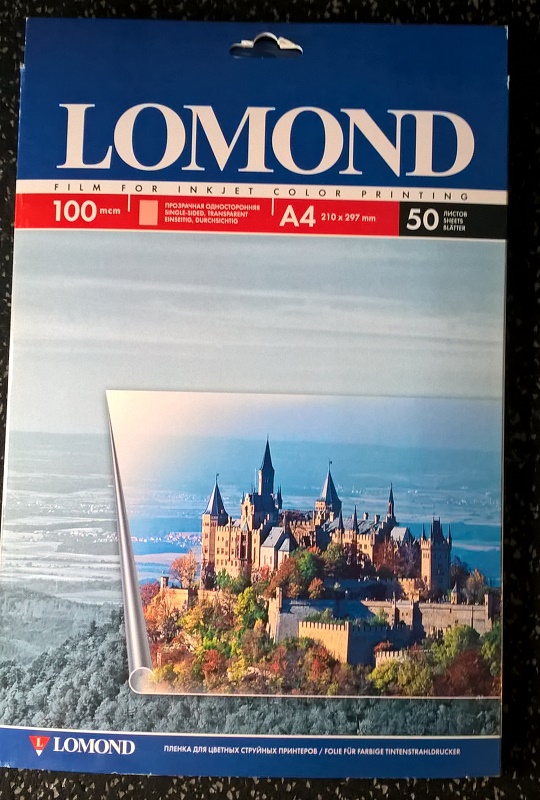 LOMOND
FILM FOR INKJET COLOR PRINTING
100 mcm
ПРОЗРАЧНАЯ ОДНОСТОРОННЯЯ
SINGLE-SIDED, TRANSPARENT
EINSEITIG, DURCHSICHTIG
A4 210 x 297 mm
50
ЛИСТОВ
SHEETS
BLÄTTER
L LOMOND
ПЛЕНКА ДЛЯ ЦВЕТНЫХ СТРУЙНЫХ ПРИНТЕРОВ / FOLIE FÜR FARBIGE TINTENSTRAHLDRUCKER